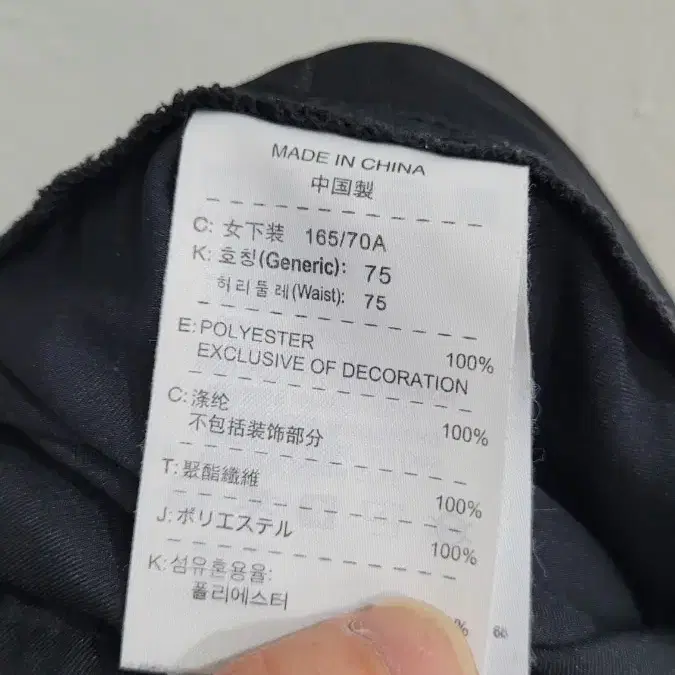 MADE IN CHINA
中国製
C: 女下装 165/70A
K: 호칭(Generic): 75
허리둘레(Waist): 75
E: POLYESTER 100%
EXCLUSIVE OF DECORATION
C: 涤纶 100%
不包括装饰部分
T: 聚酯纖維 100%
J: ポリエステル 100%
K: 섬유혼용율:
폴리에스터 %